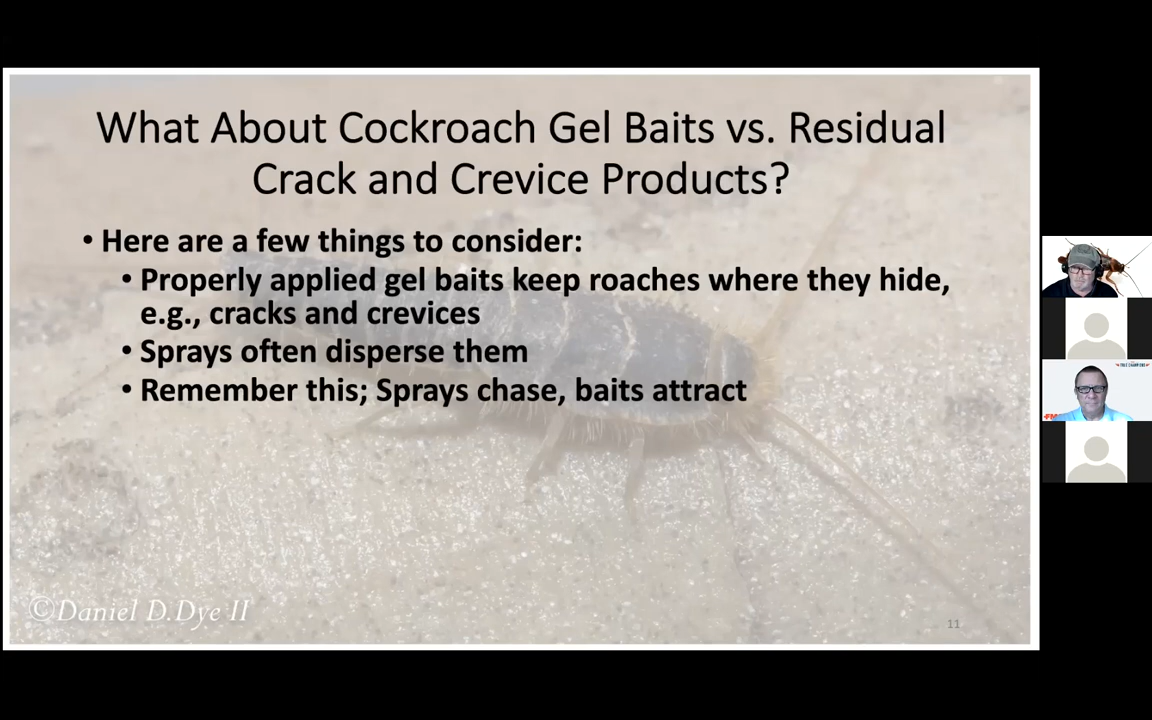 What About Cockroach Gel Baits vs. Residual
Crack and Crevice Products?
• Here are a few things to consider:
• Properly applied gel baits keep roaches where they hide,
e.g., cracks and crevices
• Sprays often disperse them
• Remember this; Sprays chase, baits attract
©Daniel D.Dye II
11